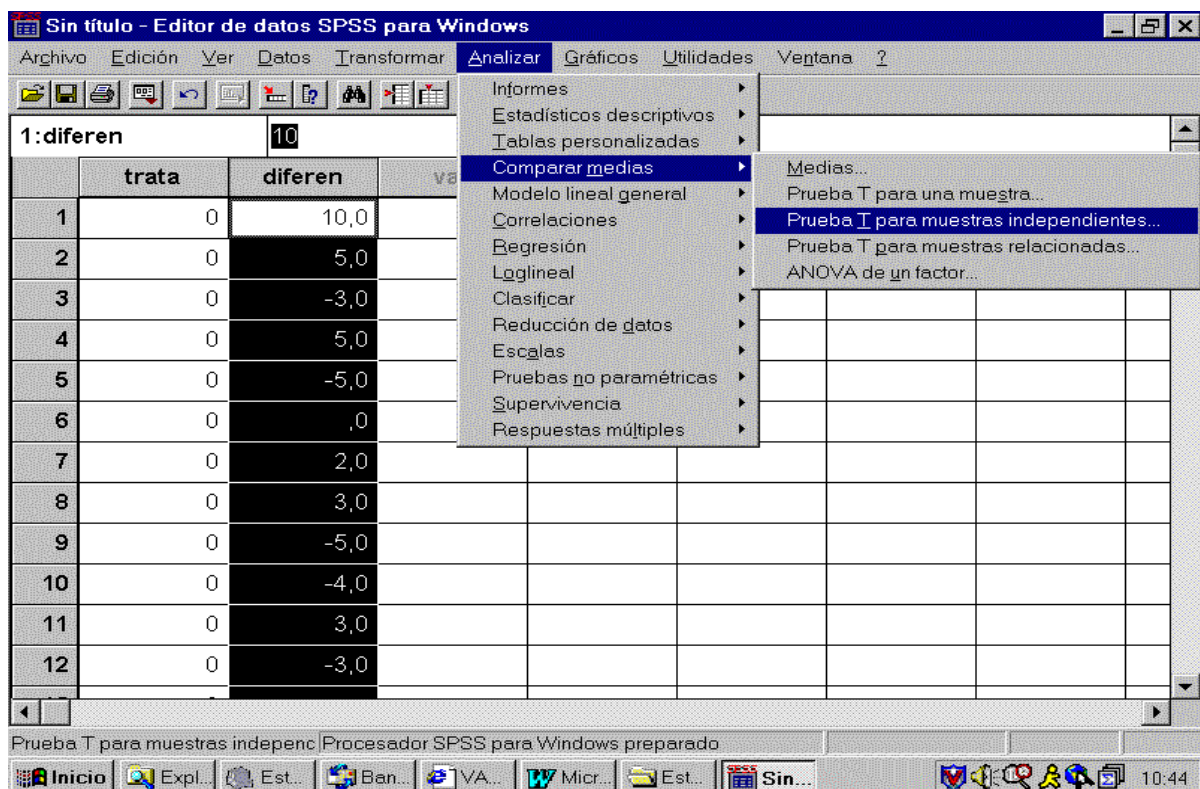 Sin título - Editor de datos SPSS para Windows
Archivo Edición Ver Datos Transformar Analizar Gráficos Utilidades Ventana ?
1:diferen 10
trata diferen va
1 0 10,0
2 0 5,0
3 0 -3,0
4 0 5,0
5 0 -5,0
6 0 ,0
7 0 2,0
8 0 3,0
9 0 -5,0
10 0 -4,0
11 0 3,0
12 0 -3,0
Informes
Estadísticos descriptivos
Tablas personalizadas
Comparar medias
Modelo lineal general
Correlaciones
Regresión
Loglineal
Clasificar
Reducción de datos
Escalas
Pruebas no paramétricas
Supervivencia
Respuestas múltiples
Medias...
Prueba T para una muestra...
Prueba T para muestras independientes...
Prueba T para muestras relacionadas...
ANOVA de un factor...
Prueba T para muestras independ Procesador SPSS para Windows preparado
Inicio Expl... Est... Ban... VA... Micr... Est... Sin... 10:44